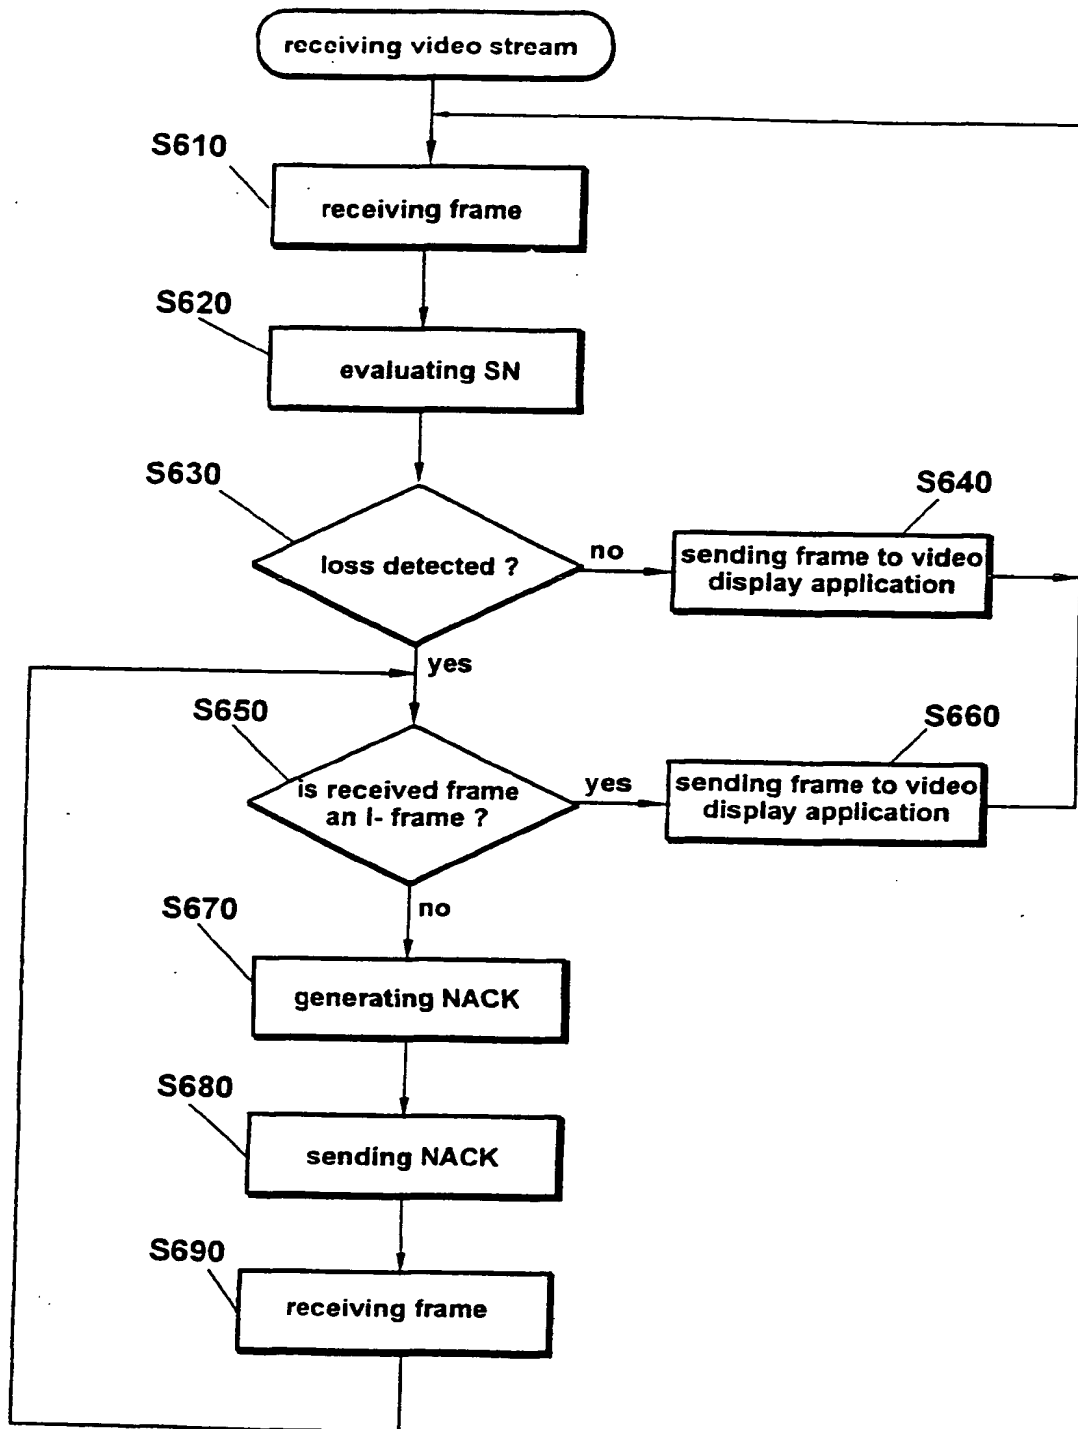 receiving video stream
S610
receiving frame
S620
evaluating SN
S630
loss detected ?
no
S640
sending frame to video
display application
yes
S650
is received frame
an I- frame ?
yes
S660
sending frame to video
display application
no
S670
generating NACK
S680
sending NACK
S690
receiving frame